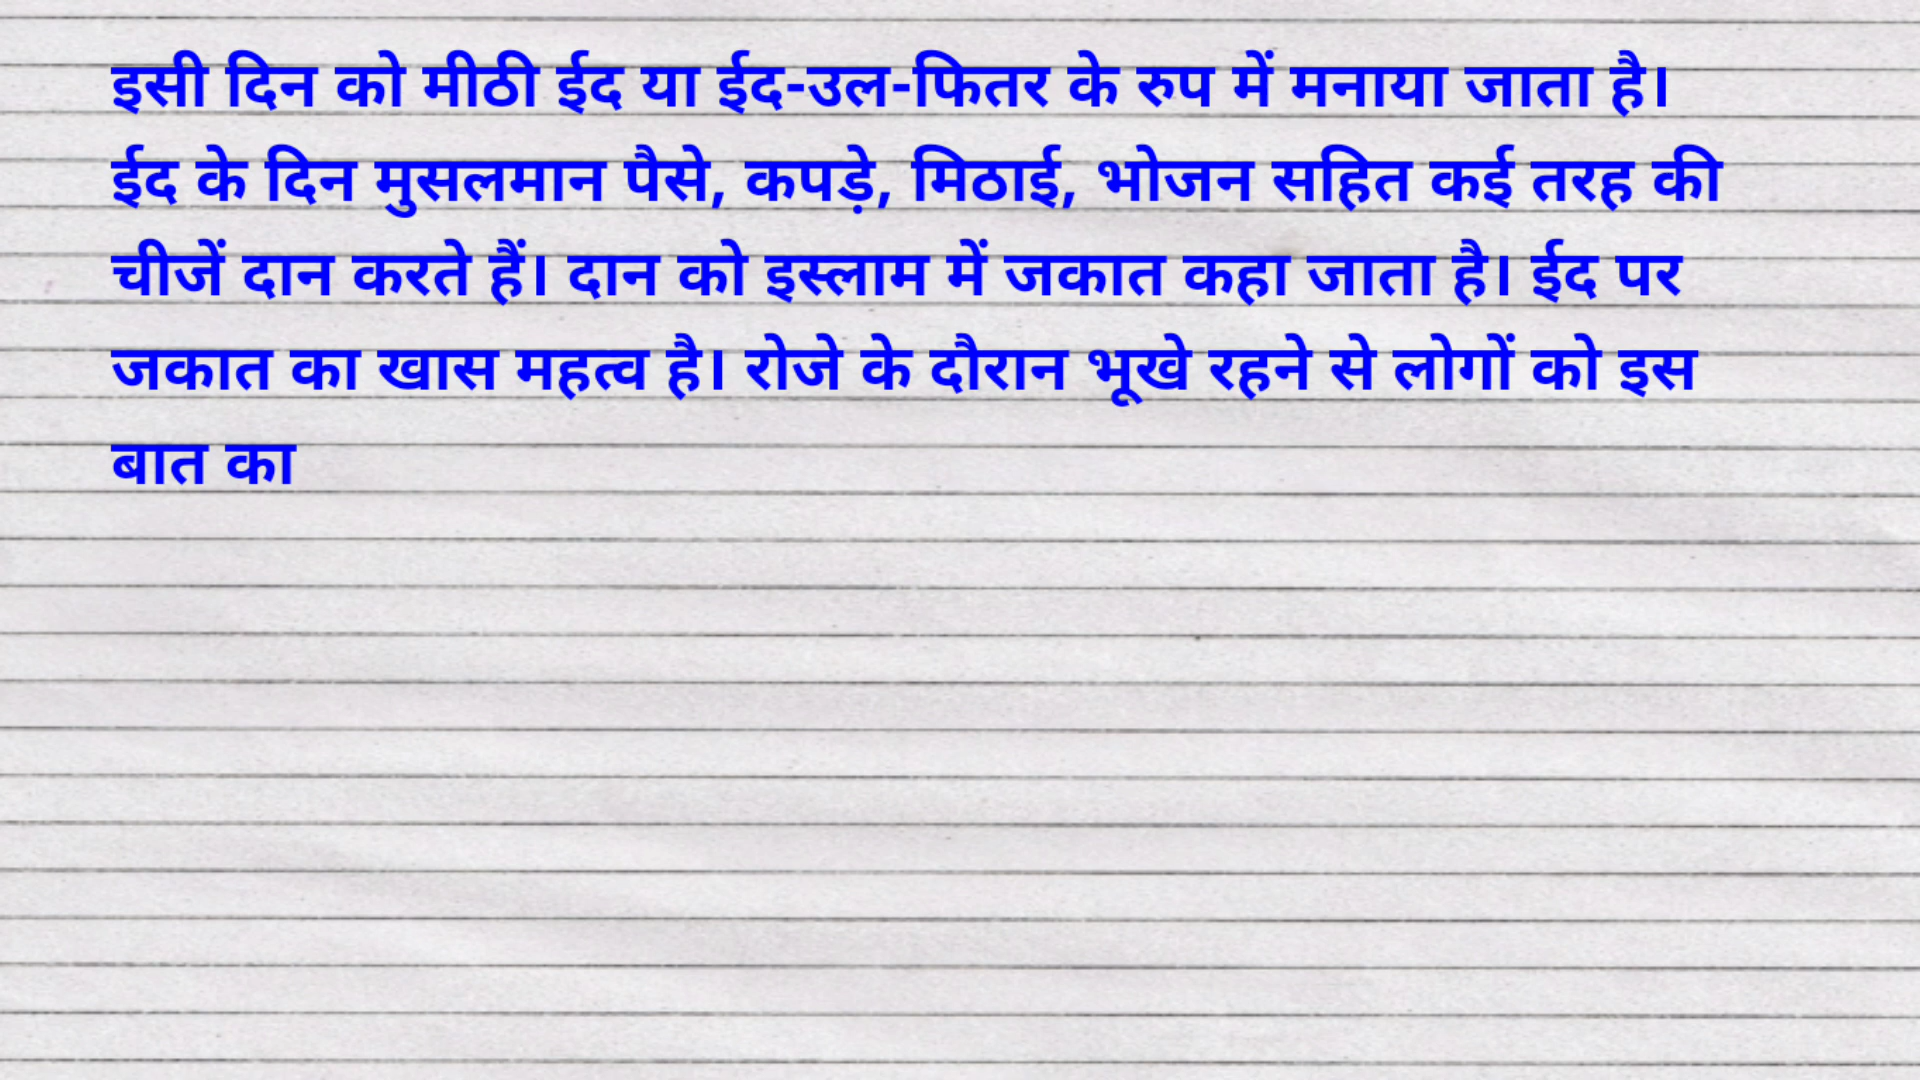 इसी दिन को मीठी ईद या ईद-उल-फितर के रुप में मनाया जाता है।
ईद के दिन मुसलमान पैसे, कपड़े, मिठाई, भोजन सहित कई तरह की
चीजें दान करते हैं। दान को इस्लाम में जकात कहा जाता है। ईद पर
जकात का खास महत्व है। रोजे के दौरान भूखे रहने से लोगों को इस
बात का